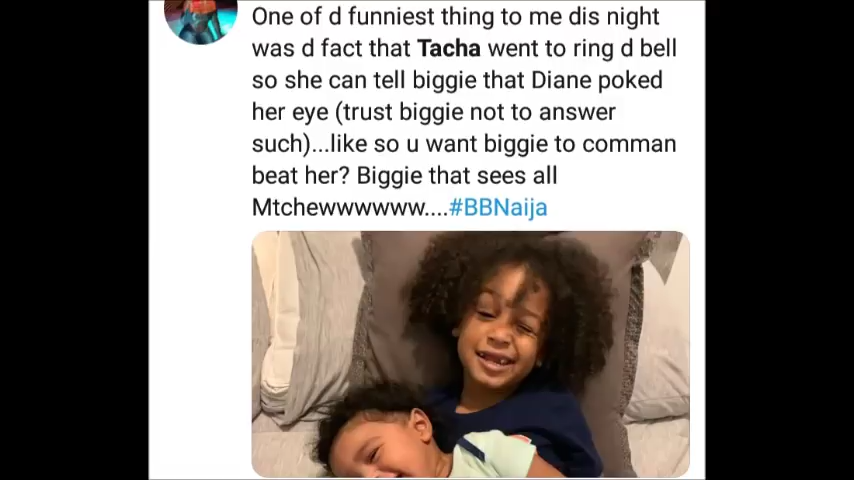 One of d funniest thing to me dis night
was d fact that Tacha went to ring d bell
so she can tell biggie that Diane poked
her eye (trust biggie not to answer
such)...like so u want biggie to comman
beat her? Biggie that sees all
Mtchewwwwww....#BBNaija